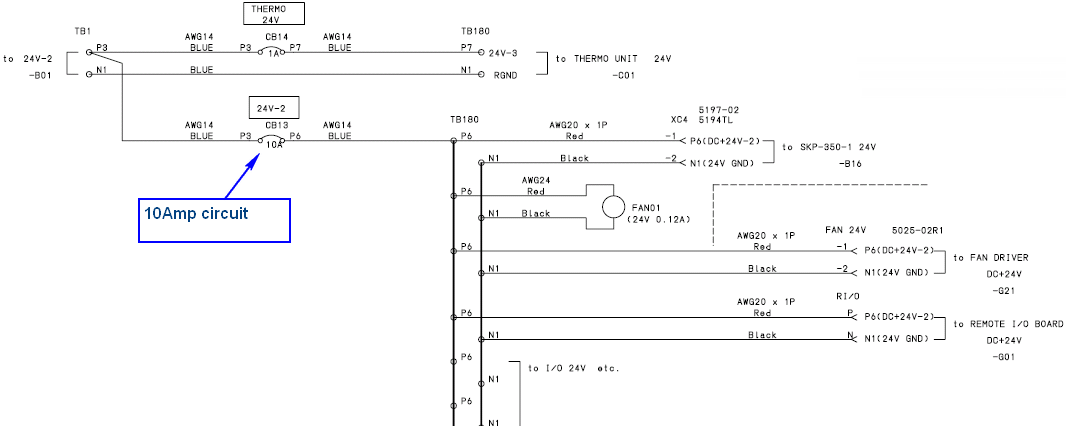 THERMO
24V
TB1
AWG14
CB14
AWG14
TB180
P3
BLUE
P3
P7
BLUE
P7
24V-3
1A
to 24V-2
-B01
to THERMO UNIT 24V
-C01
N1
BLUE
N1
RGND
24V-2
AWG14
CB13
AWG14
TB180
BLUE
P3
P6
BLUE
P6
10A
5197-02
XC4 5194TL
AWG20 x 1P
Red
-1
P6(DC+24V-2)
to SKP-350-1 24V
-B16
N1
Black
-2
N1(24V GND)
10Amp circuit
AWG24
P6
Red
FAN01
(24V 0.12A)
N1
Black
FAN 24V
5025-02R1
AWG20 x 1P
P6
Red
-1
P6(DC+24V-2)
to FAN DRIVER
DC+24V
-G21
N1
Black
-2
N1(24V GND)
RI/O
AWG20 x 1P
P6
Red
P
P6(DC+24V-2)
to REMOTE I/O BOARD
DC+24V
-G01
N1
Black
N
N1(24V GND)
P6
to I/O 24V etc.
N1
P6
N1